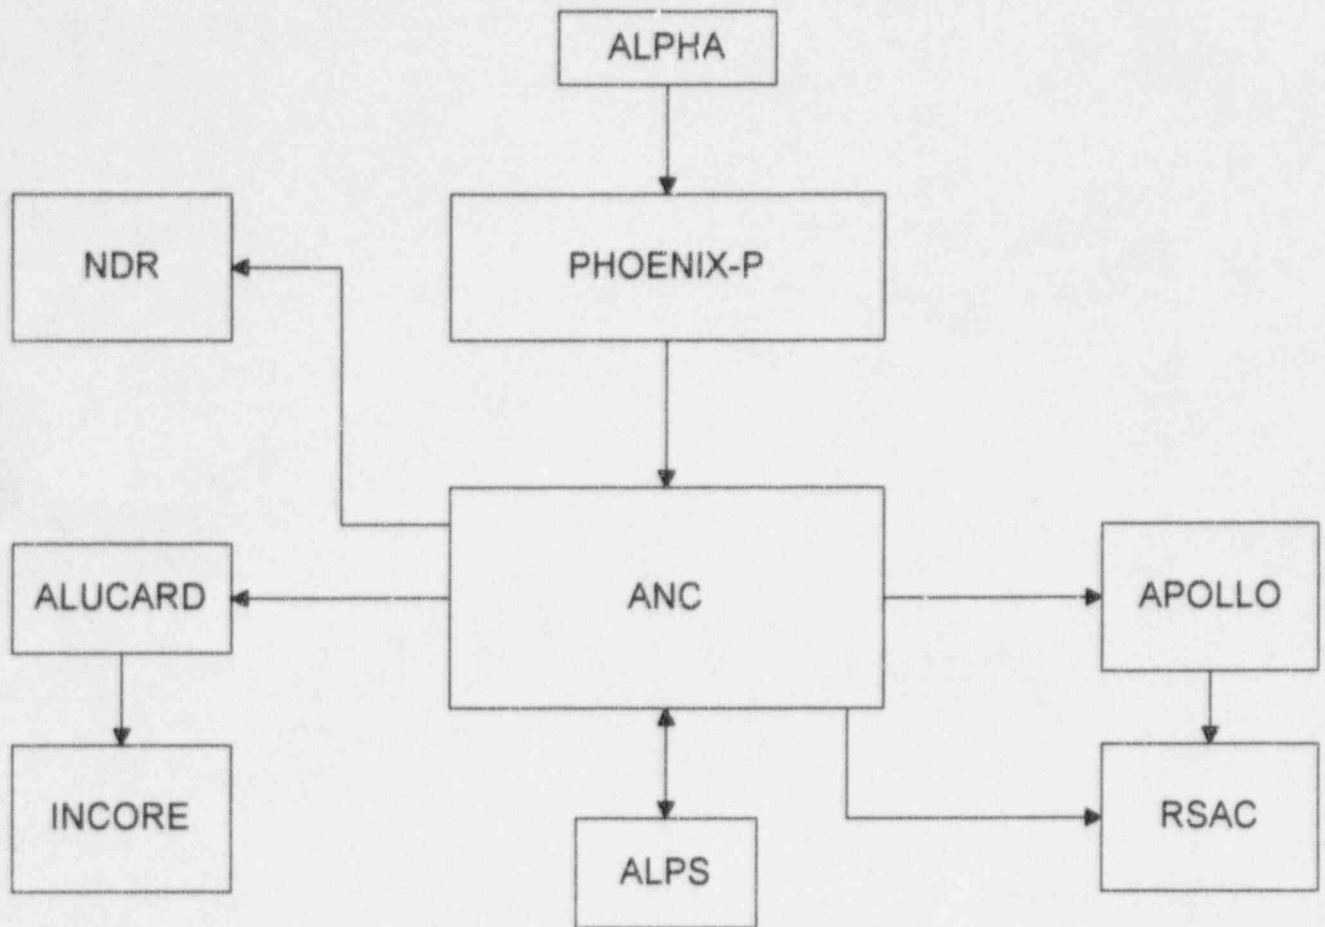 ALPHA
NDR
PHOENIX-P
ALUCARD
ANC
APOLLO
INCORE
ALPS
RSAC